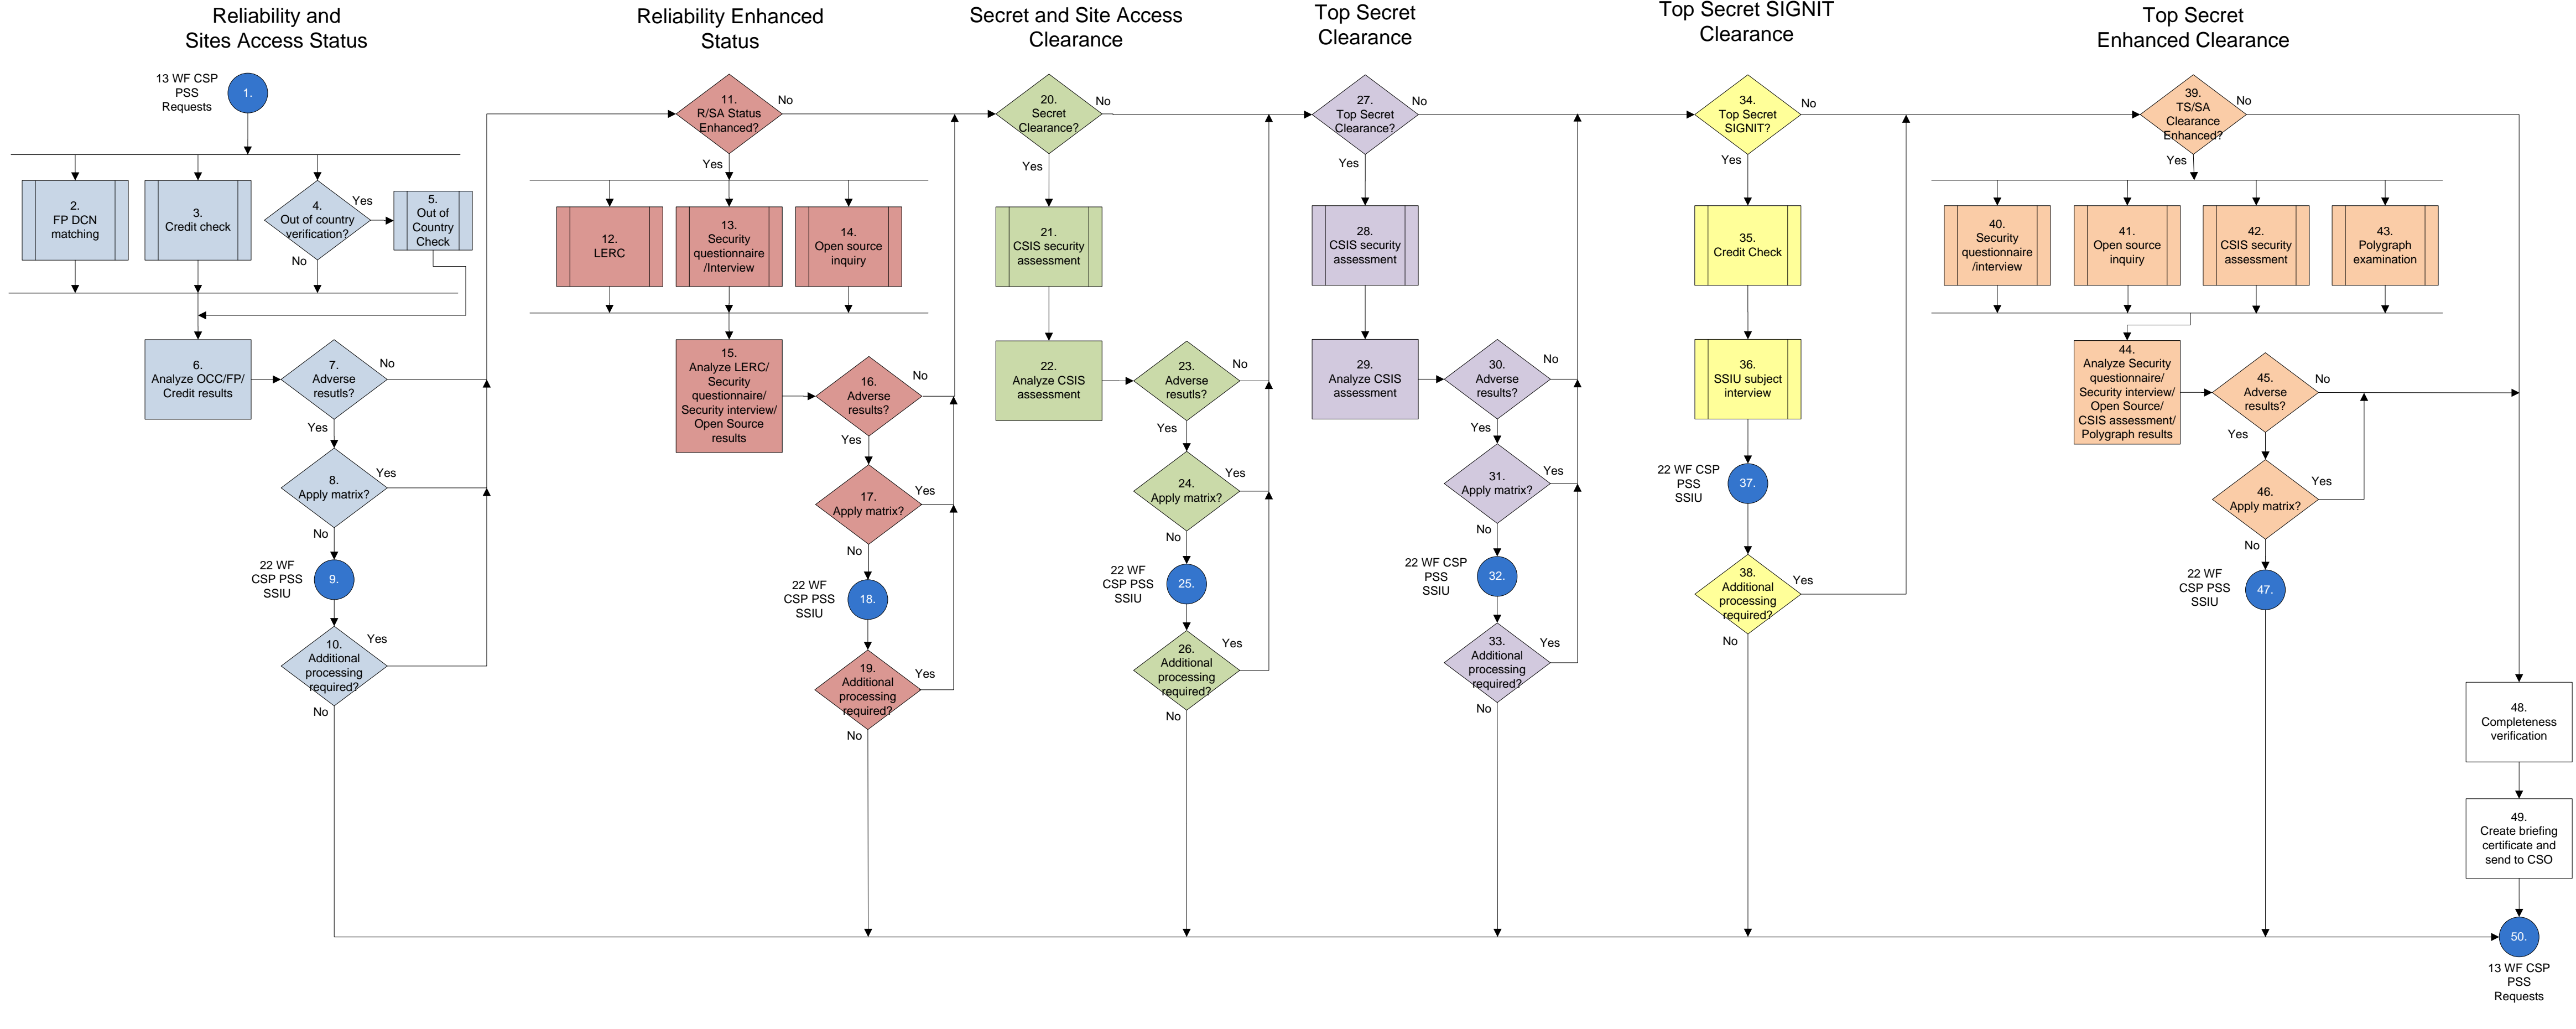 Reliability and
Sites Access Status
Reliability Enhanced
Status
Secret and Site Access
Clearance
Top Secret
Clearance
Top Secret SIGNIT
Clearance
Top Secret
Enhanced Clearance
13 WF CSP
PSS
Requests
1.
2.
FP DCN
matching
3.
Credit check
4.
Out of country
verification?
Yes
No
5.
Out of
Country
Check
6.
Analyze OCC/FP/
Credit results
7.
Adverse
resutls?
No
Yes
8.
Apply matrix?
Yes
No
22 WF
CSP PSS
SSIU
9.
10.
Additional
processing
required?
Yes
No
11.
R/SA Status
Enhanced?
No
Yes
12.
LERC
13.
Security
questionnaire
/Interview
14.
Open source
inquiry
15.
Analyze LERC/
Security
questionnaire/
Security interview/
Open Source
results
16.
Adverse
results?
No
Yes
17.
Apply matrix?
Yes
No
22 WF
CSP PSS
SSIU
18.
19.
Additional
processing
required?
Yes
No
20.
Secret
Clearance?
No
Yes
21.
CSIS security
assessment
22.
Analyze CSIS
assessment
23.
Adverse
resutls?
No
Yes
24.
Apply matrix?
Yes
No
22 WF
CSP PSS
SSIU
25.
26.
Additional
processing
required?
Yes
No
27.
Top Secret
Clearance?
No
Yes
28.
CSIS security
assessment
29.
Analyze CSIS
assessment
30.
Adverse
results?
No
Yes
31.
Apply matrix?
Yes
No
22 WF CSP
PSS
SSIU
32.
33.
Additional
processing
required?
Yes
No
34.
Top Secret
SIGNIT?
No
Yes
35.
Credit Check
36.
SSIU subject
interview
22 WF CSP
PSS
SSIU
37.
38.
Additional
processing
required?
Yes
No
39.
TS/SA
Clearance
Enhanced?
No
Yes
40.
Security
questionnaire
/interview
41.
Open source
inquiry
42.
CSIS security
assessment
43.
Polygraph
examination
44.
Analyze Security
questionnaire/
Security interview/
Open Source/
CSIS assessment/
Polygraph results
45.
Adverse
results?
No
Yes
46.
Apply matrix?
Yes
No
22 WF
CSP PSS
SSIU
47.
48.
Completeness
verification
49.
Create briefing
certificate and
send to CSO
50.
13 WF CSP
PSS
Requests